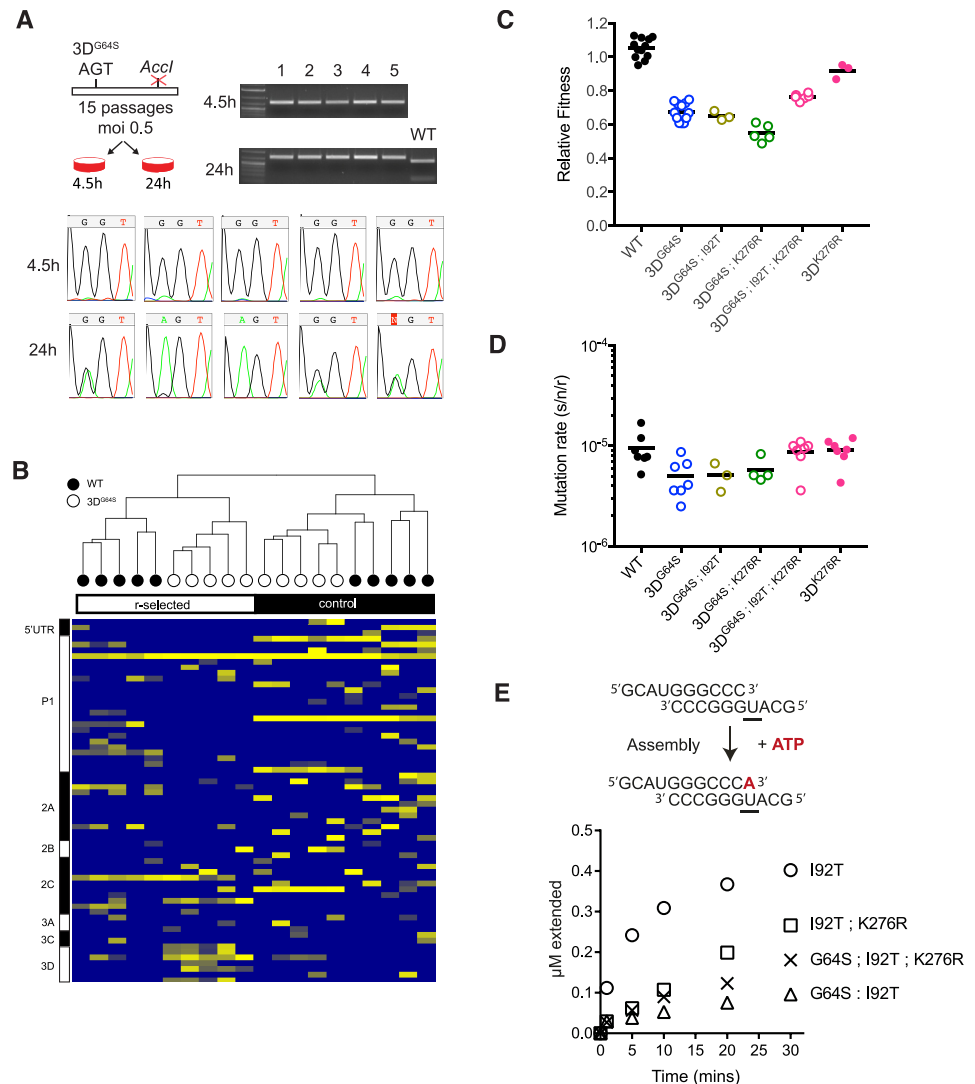 A
3D^G64S
AGT AccI
15 passages
moi 0.5
4.5h 24h
1 2 3 4 5
4.5h
WT
24h
4.5h
G G T G G T G G T G G T G G T
24h
G G T A G T A G T G G T N G T
B
WT
3D^G64S
r-selected control
5'UTR
P1
2A
2B
2C
3A
3C
3D
C
Relative Fitness
1.4
1.2
1.0
0.8
0.6
0.4
0.2
0.0
WT
3D^G64S
3D^G64S ; I92T
3D^G64S ; K276R
3D^G64S ; I92T ; K276R
3D^K276R
D
Mutation rate (s/n/r)
10^-4
10^-5
10^-6
WT
3D^G64S
3D^G64S ; I92T
3D^G64S ; K276R
3D^G64S ; I92T ; K276R
3D^K276R
E
5'GCAUGGGCCC3'
3'CCCGGGUACG5'
Assembly + ATP
5'GCAUGGGCCCA3'
3'CCCGGGUACG5'
µM extended
0.5
0.4
0.3
0.2
0.1
0.0
0 5 10 15 20 25 30
Time (mins)
I92T
I92T ; K276R
G64S ; I92T ; K276R
G64S : I92T